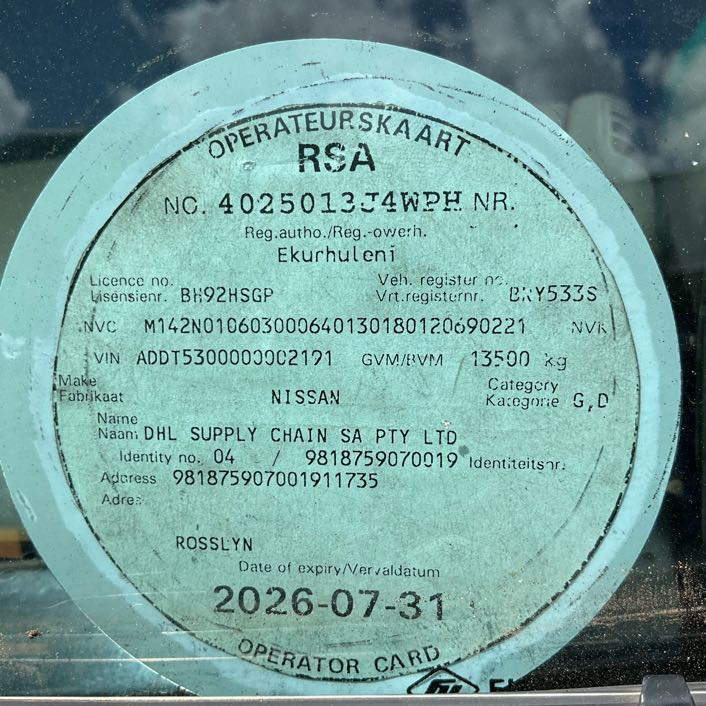 OPERATEURSKAART
RSA
NO. 4025013J4WPH NR.
Reg.autho./Reg.-owerh.
Ekurhuleni
Licence no. Veh. register no.
Lisensienr. BH92HSGP Vrt.registernr.
NVC M142N010603000640130180120690221 NVK
VIN ADDT5300000002191 GVM/BVM 13500 kg
Make Category
Fabrikaat NISSAN Kategorie G,D
Name
Naam DHL SUPPLY CHAIN SA PTY LTD
Identity no. 04 / 9818759070019 Identiteitsnr.
Address 981875907001911735
Adres
ROSSLYN
Date of expiry/Vervaldatum
2026-07-31
OPERATOR CARD